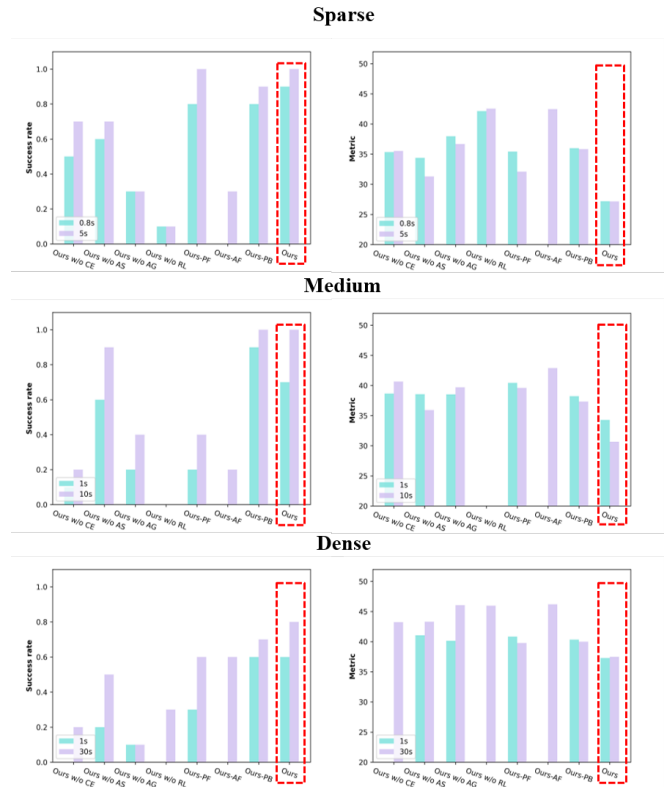 Sparse
1.0
0.8
0.6
0.4
0.2
0.0
Success rate
0.8s
5s
Ours w/o CE
Ours w/o AS
Ours w/o AG
Ours w/o RL
Ours-PF
Ours-AF
Ours-PB
Ours
50
45
40
35
30
25
20
Metric
0.8s
5s
Ours w/o CE
Ours w/o AS
Ours w/o AG
Ours w/o RL
Ours-PF
Ours-AF
Ours-PB
Ours
Medium
1.0
0.8
0.6
0.4
0.2
0.0
Success rate
1s
10s
Ours w/o CE
Ours w/o AS
Ours w/o AG
Ours w/o RL
Ours-PF
Ours-AF
Ours-PB
Ours
50
45
40
35
30
25
20
Metric
1s
10s
Ours w/o CE
Ours w/o AS
Ours w/o AG
Ours w/o RL
Ours-PF
Ours-AF
Ours-PB
Ours
Dense
1.0
0.8
0.6
0.4
0.2
0.0
Success rate
1s
30s
Ours w/o CE
Ours w/o AS
Ours w/o AG
Ours w/o RL
Ours-PF
Ours-AF
Ours-PB
Ours
50
45
40
35
30
25
20
Metric
1s
30s
Ours w/o CE
Ours w/o AS
Ours w/o AG
Ours w/o RL
Ours-PF
Ours-AF
Ours-PB
Ours